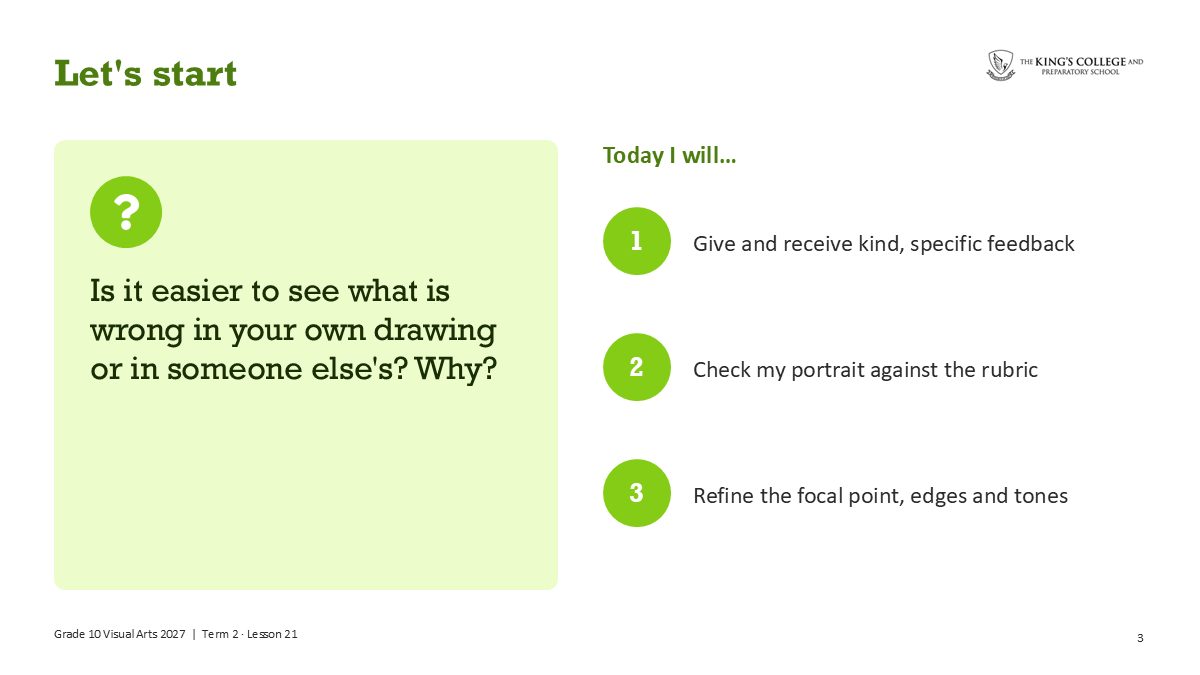 Let's start
THE KING'S COLLEGE AND
PREPARATORY SCHOOL
?
Is it easier to see what is
wrong in your own drawing
or in someone else's? Why?
Today I will...
1
Give and receive kind, specific feedback
2
Check my portrait against the rubric
3
Refine the focal point, edges and tones
Grade 10 Visual Arts 2027 | Term 2 · Lesson 21
3